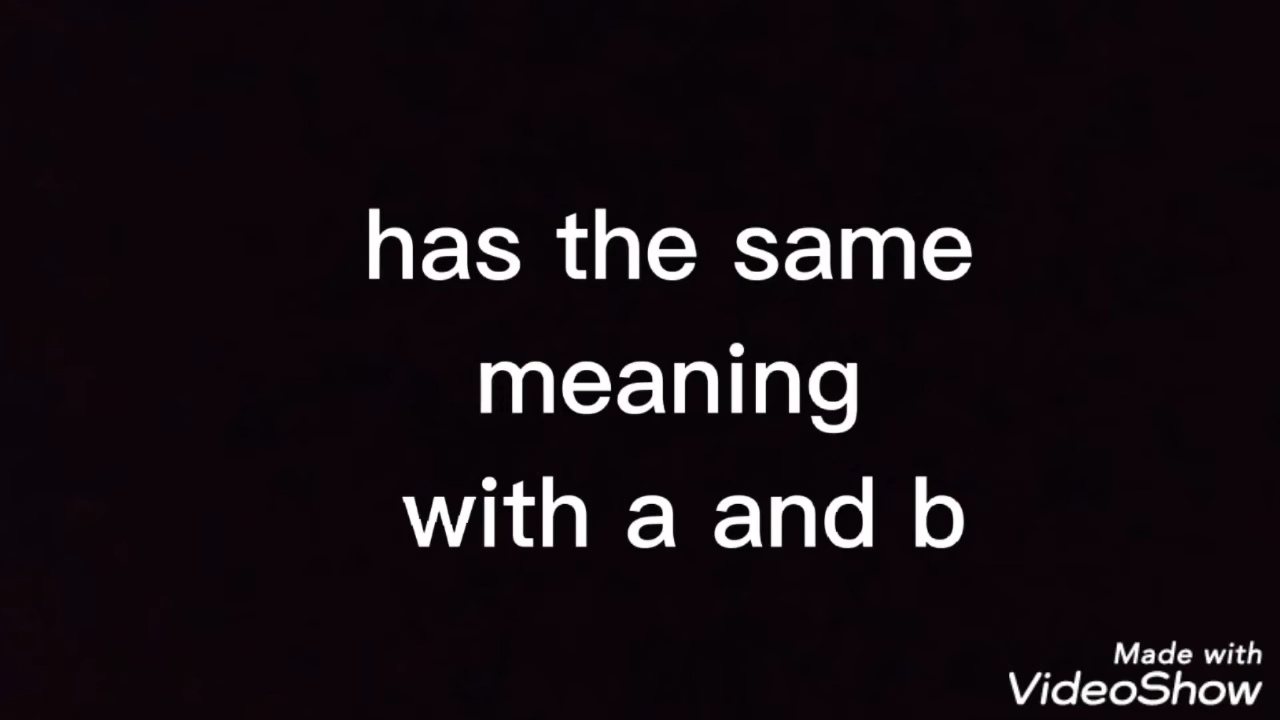 has the same
meaning
with a and b
Made with
VideoShow